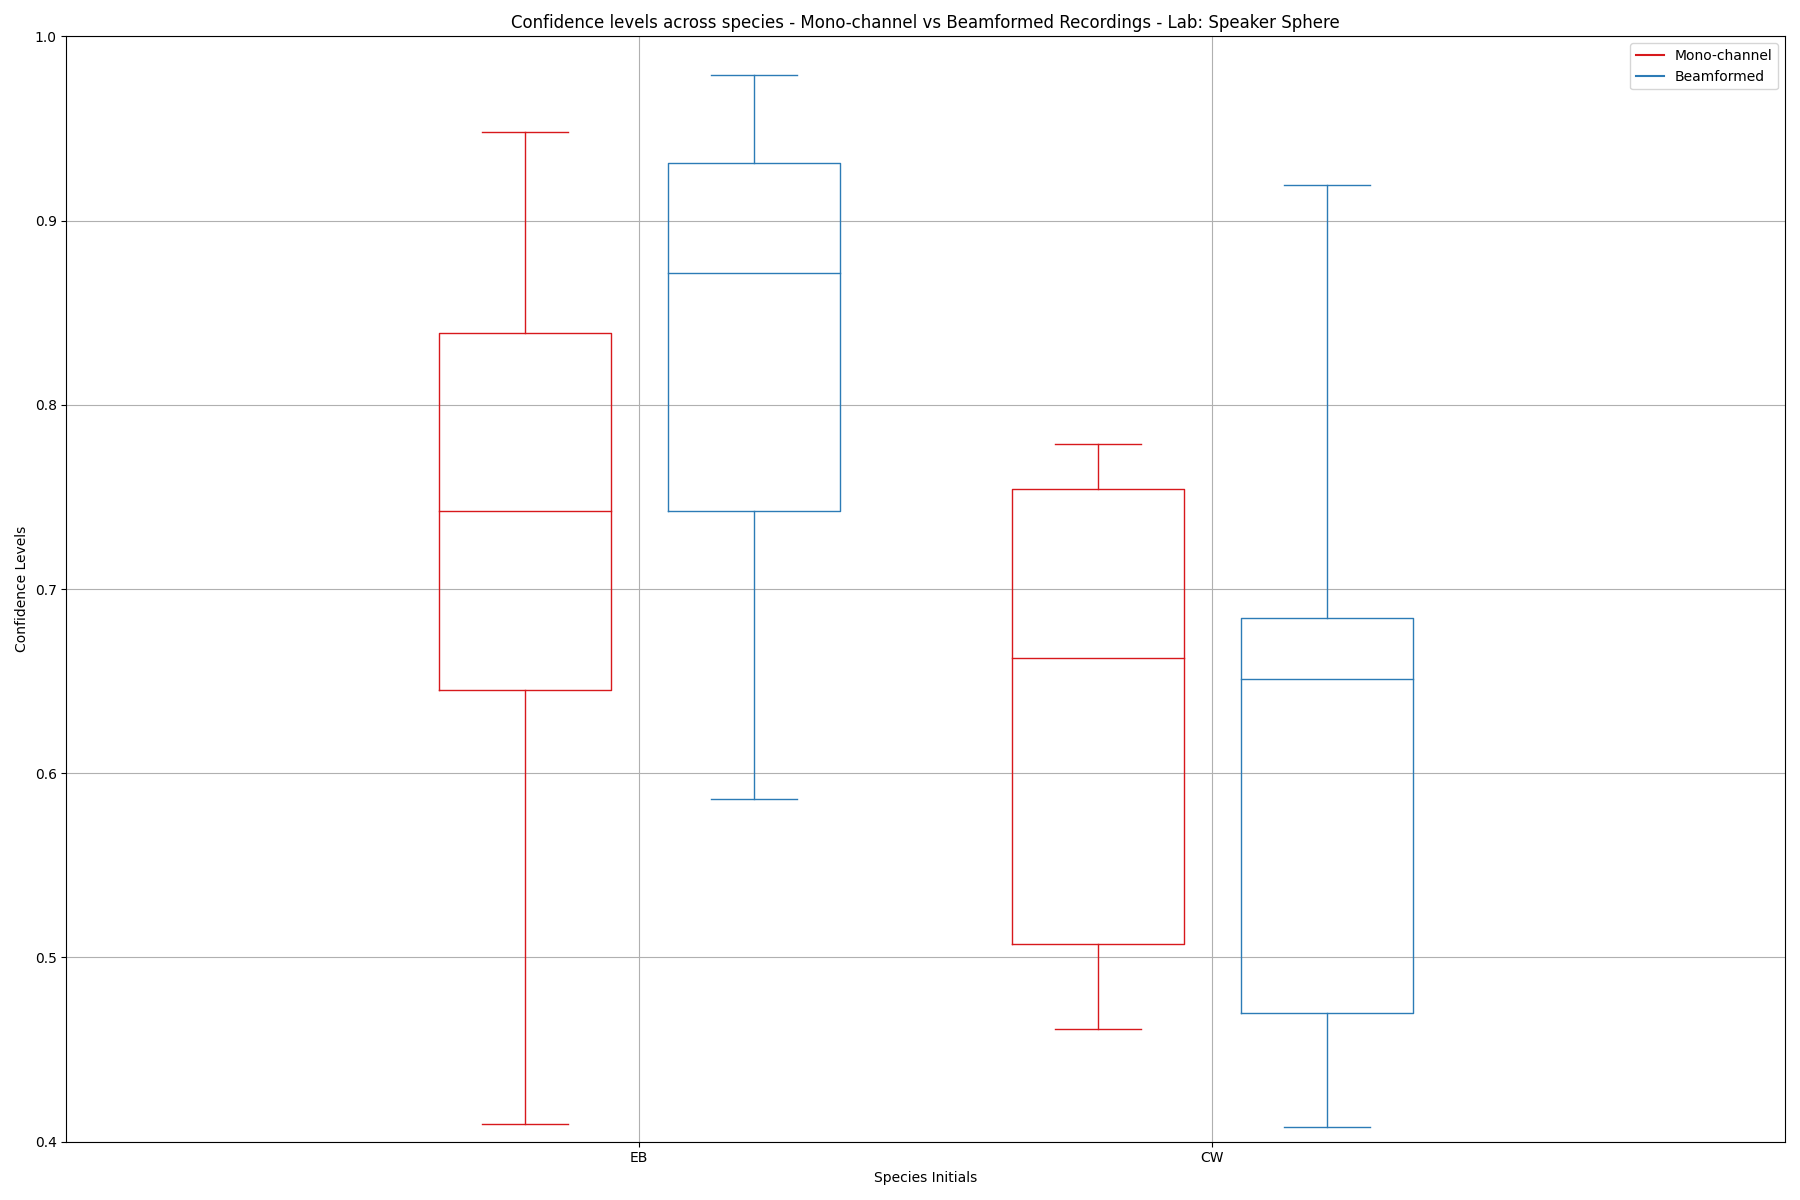 Confidence levels across species - Mono-channel vs Beamformed Recordings - Lab: Speaker Sphere
Mono-channel
Beamformed
1.0
0.9
0.8
0.7
0.6
0.5
0.4
Confidence Levels
EB
CW
Species Initials